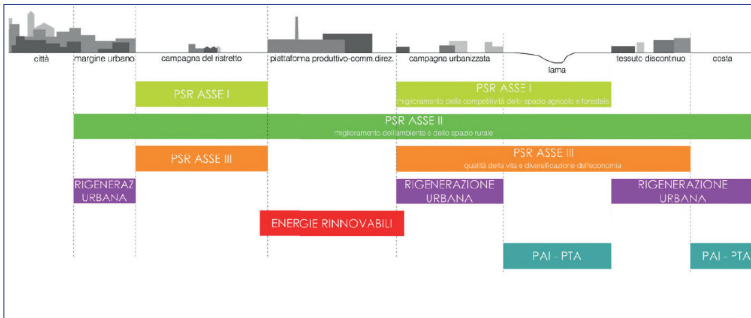 città
margine urbano
campagna del ristretto
piattaforma produttivo-comm.direz.
campagna urbanizzata
lama
tessuto discontinuo
costa
PSR ASSE I
PSR ASSE I
miglioramento della competitività dello spazio agricolo e forestale
PSR ASSE II
miglioramento dell'ambiente e dello spazio rurale
PSR ASSE III
PSR ASSE III
qualità della vita e diversificazione dell'economia
RIGENERAZ
URBANA
RIGENERAZIONE
URBANA
RIGENERAZIONE
URBANA
ENERGIE RINNOVABILI
PAI - PTA
PAI - PTA